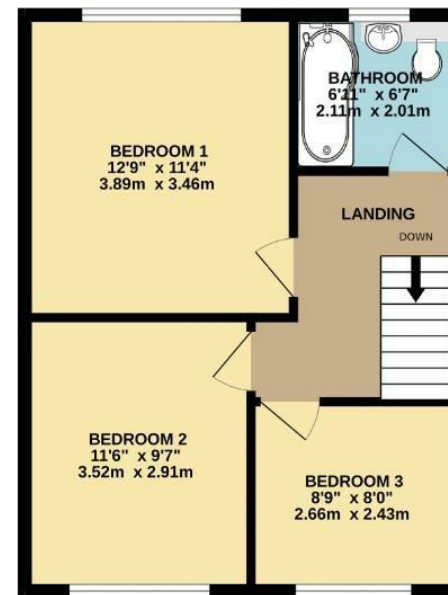 BATHROOM
6'11" x 6'7"
2.11m x 2.01m
BEDROOM 1
12'9" x 11'4"
3.89m x 3.46m
LANDING
DOWN
BEDROOM 2
11'6" x 9'7"
3.52m x 2.91m
BEDROOM 3
8'9" x 8'0"
2.66m x 2.43m